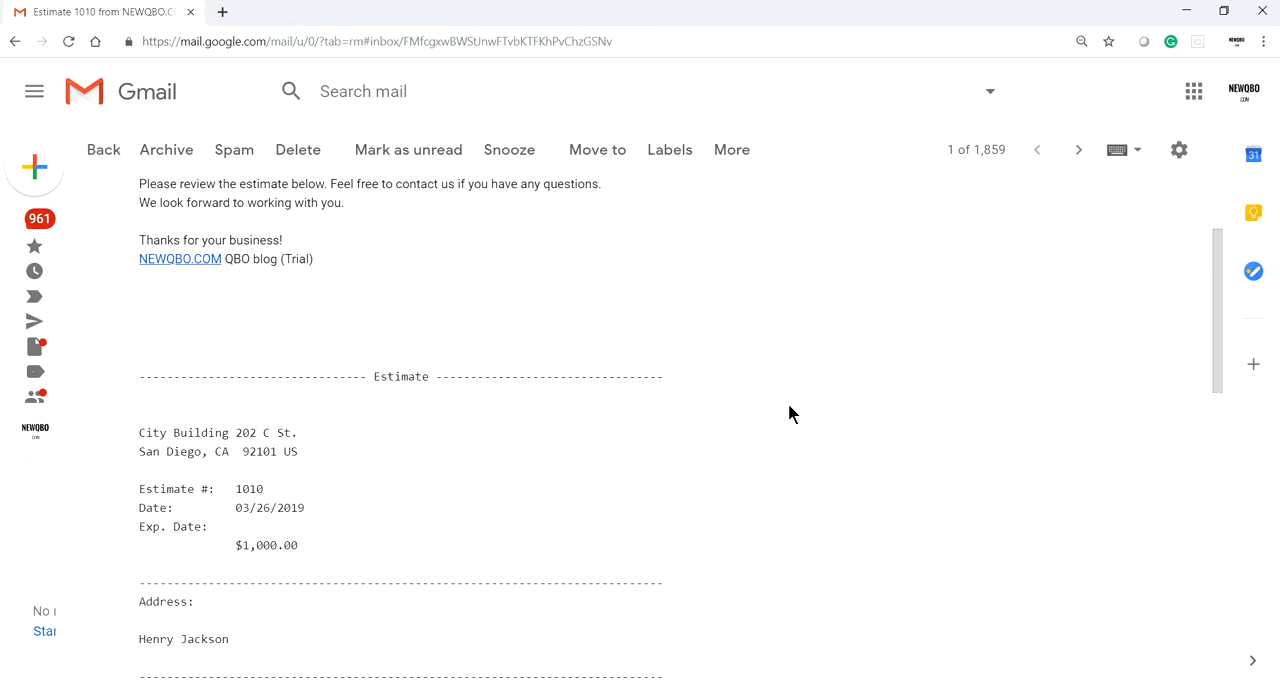 Estimate 1010 from NEWQBO.C
https://mail.google.com/mail/u/0/?tab=rm#inbox/FMfcgxwBWStJnwFTvbKTFKhPvChzGSNv
NEWQBO
Gmail
Search mail
NEWQBO
.COM
Back Archive Spam Delete Mark as unread Snooze Move to Labels More
1 of 1,859
31
Please review the estimate below. Feel free to contact us if you have any questions.
We look forward to working with you.
961
Thanks for your business!
NEWQBO.COM QBO blog (Trial)
------------------------------- Estimate -------------------------------
NEWQBO
.COM
City Building 202 C St.
San Diego, CA 92101 US
Estimate #: 1010
Date: 03/26/2019
Exp. Date:
$1,000.00
------------------------------------------------------------------------
Address:
No
Star
Henry Jackson
------------------------------------------------------------------------